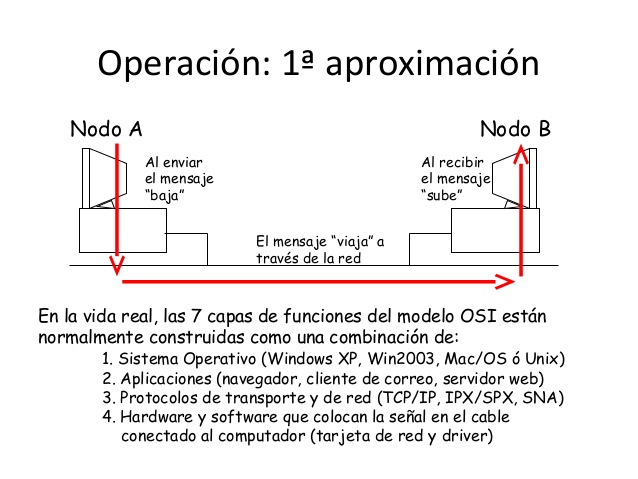 Operación: 1ª aproximación
Nodo A
Nodo B
Al enviar
el mensaje
“baja”
Al recibir
el mensaje
“sube”
El mensaje “viaja” a
través de la red
En la vida real, las 7 capas de funciones del modelo OSI están
normalmente construidas como una combinación de:
1. Sistema Operativo (Windows XP, Win2003, Mac/OS ó Unix)
2. Aplicaciones (navegador, cliente de correo, servidor web)
3. Protocolos de transporte y de red (TCP/IP, IPX/SPX, SNA)
4. Hardware y software que colocan la señal en el cable
conectado al computador (tarjeta de red y driver)